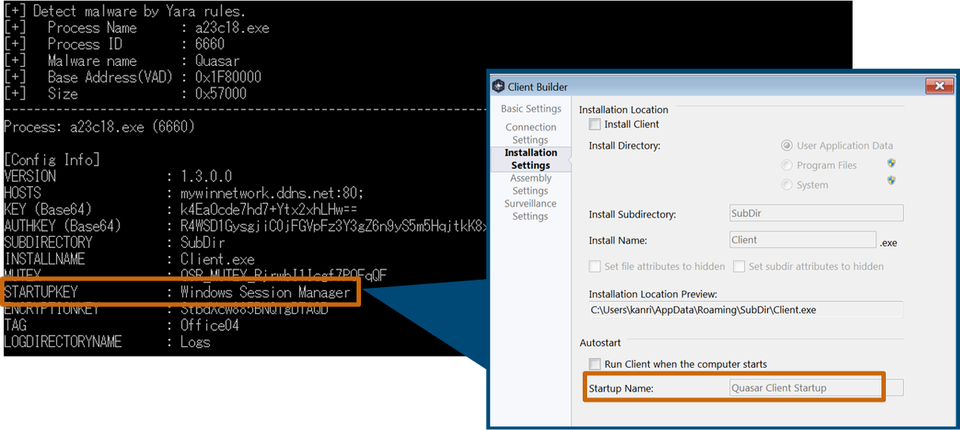 [+] Detect malware by Yara rules.
[+] Process Name : a23c18.exe
[+] Process ID : 6660
[+] Malware name : Quasar
[+] Base Address(VAD) : 0x1F80000
[+] Size : 0x57000
Process: a23c18.exe (6660)
[Config Info]
VERSION : 1.3.0.0
HOSTS : mywinnetwork.ddns.net:80;
KEY (Base64) : k4EaOcde7hd7+Ytx2xhLHw==
AUTHKEY (Base64) :
SUBDIRECTORY : SubDir
INSTALLNAME : Client.exe
MUTEX :
STARTUPKEY : Windows Session Manager
ENCRYPTIONKEY :
TAG : Office04
LOGDIRECTORYNAME : Logs
Client Builder
Basic Settings
Connection
Settings
Installation
Settings
Assembly
Settings
Surveillance
Settings
Installation Location
Install Client
Install Directory:
User Application Data
Program Files
System
Install Subdirectory: SubDir
Install Name: Client .exe
Set file attributes to hidden Set subdir attributes to hidden
Installation Location Preview:
C:\Users\kanri\AppData\Roaming\SubDir\Client.exe
Autostart
Run Client when the computer starts
Startup Name: Quasar Client Startup